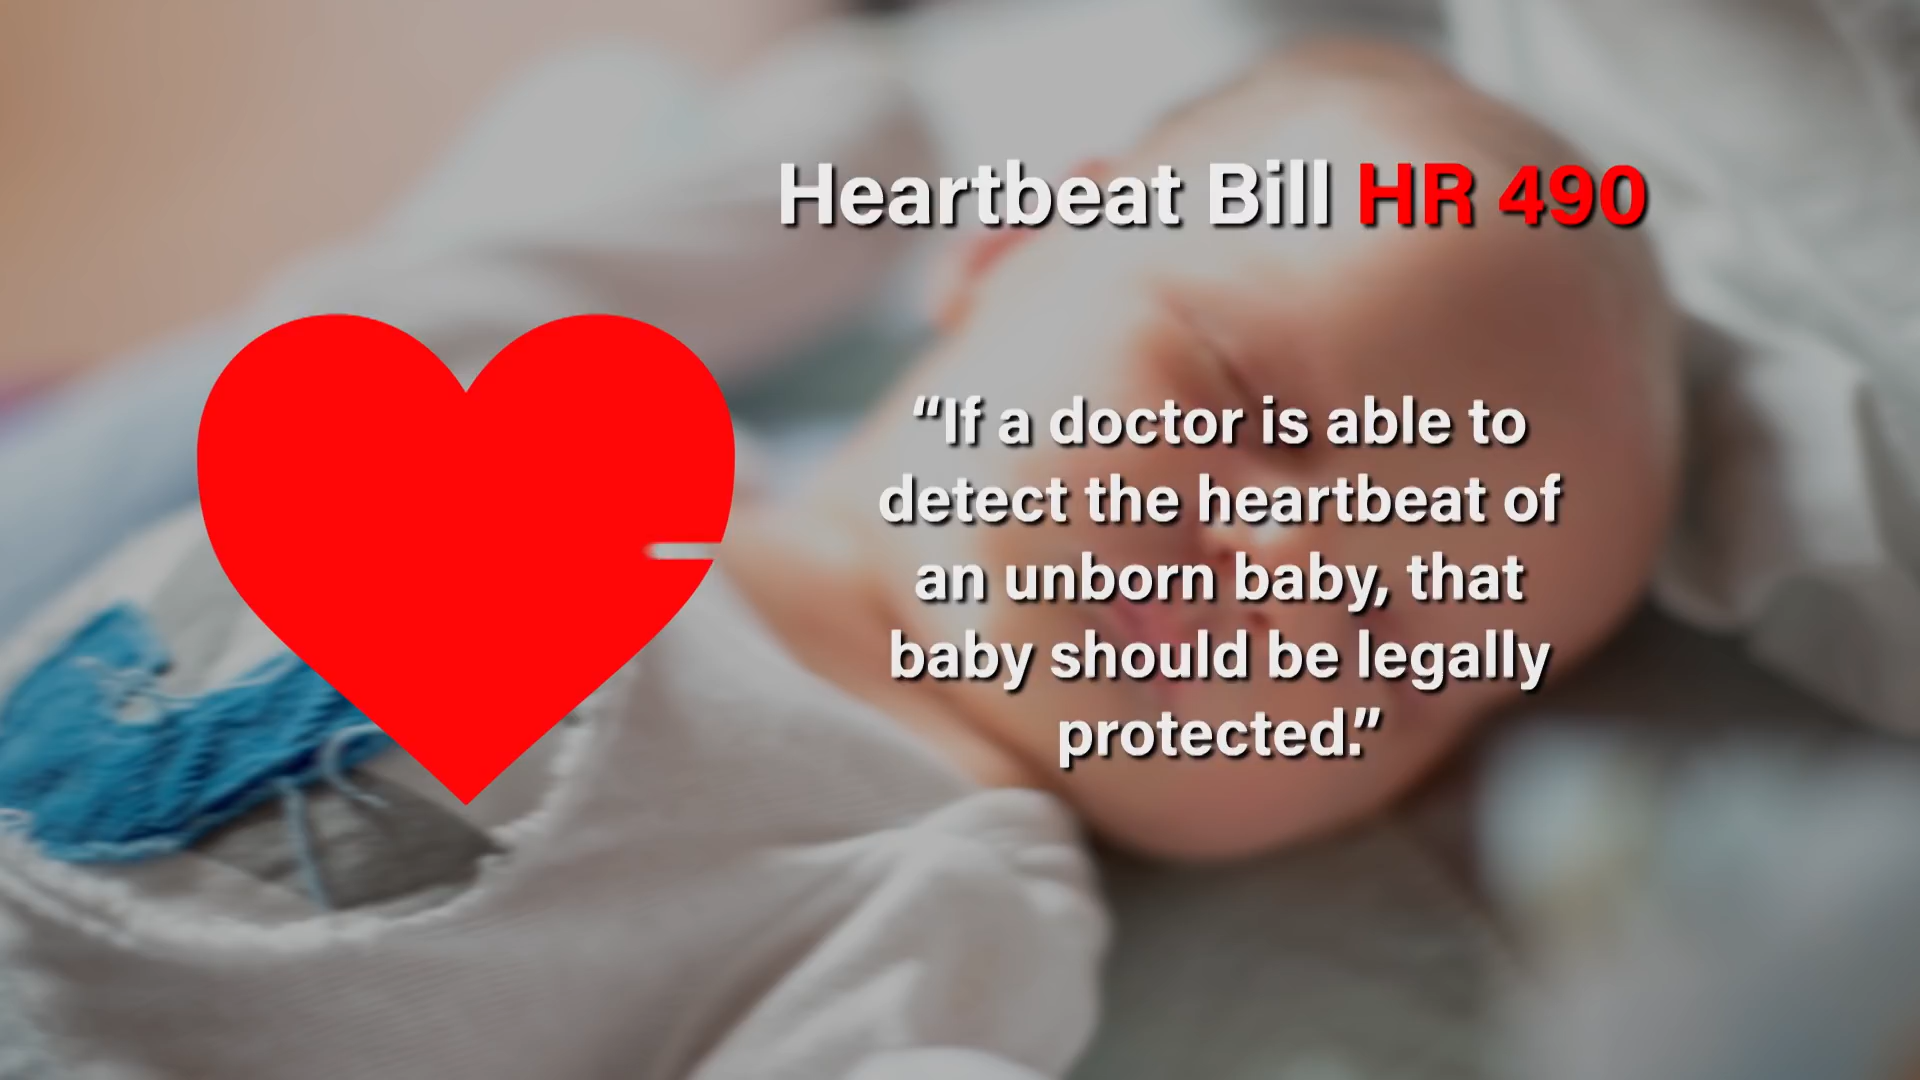 Heartbeat Bill HR 490
“If a doctor is able to
detect the heartbeat of
an unborn baby, that
baby should be legally
protected.”